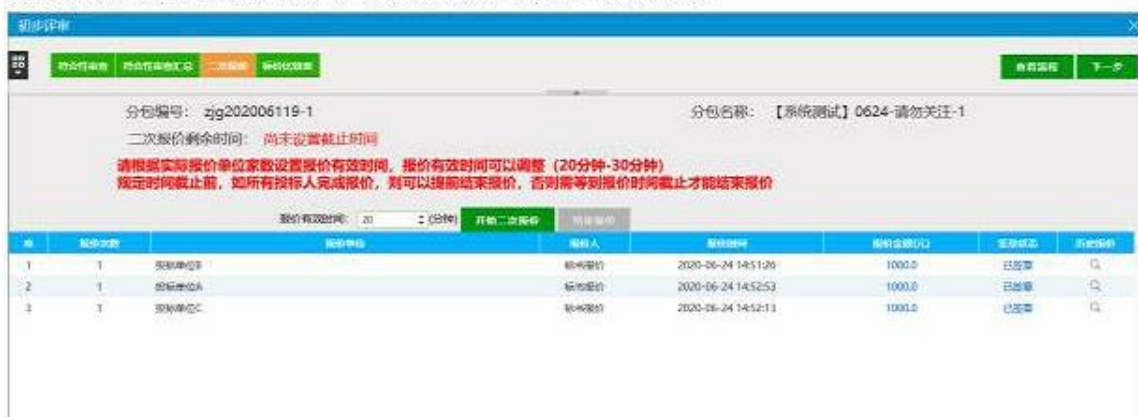 初步评审
符合性审查 符合性审查汇总 二次报价
查看流程 下一步
分包编号: zjg202006119-1 分包名称: 【系统测试】0624-请勿关注-1
二次报价剩余时间: 尚未设置截止时间
请根据实际报价单位家数设置报价有效时间，报价有效时间可以调整（20分钟-30分钟）
规定时间截止前，如所有投标人完成报价，则可以提前结束报价，否则需等到报价时间截止才能结束报价
报价有效时间: 20 (分钟) 开始二次报价 结束报价
报价次数 报价单位 报价人 报价时间 报价金额(元) 签章状态 历史报价
1 1 投标单位B 2020-06-24 14:51:26 1000.0 已签章
2 1 投标单位A 2020-06-24 14:52:53 1000.0 已签章
3 1 投标单位C 2020-06-24 14:52:13 1000.0 已签章